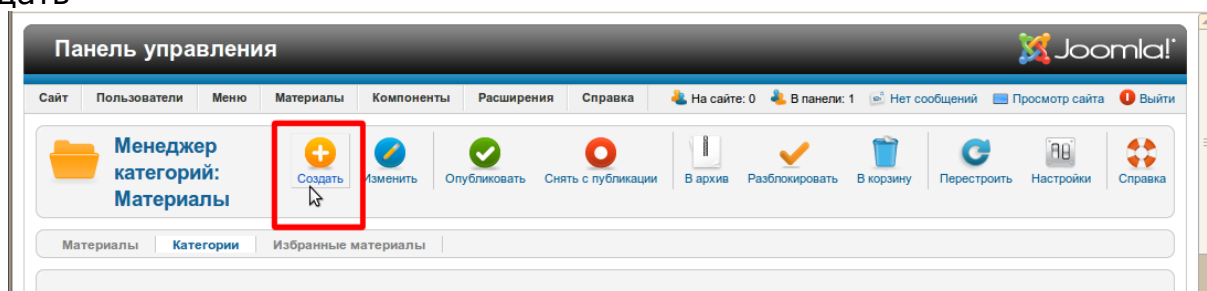 дать
Панель управления
Joomla!
Сайт Пользователи Меню Материалы Компоненты Расширения Справка На сайте: 0 В панели: 1 Нет сообщений Просмотр сайта Выйти
Менеджер
категорий:
Материалы
Создать Изменить Опубликовать Снять с публикации В архив Разблокировать В корзину Перестроить Настройки Справка
Материалы Категории Избранные материалы